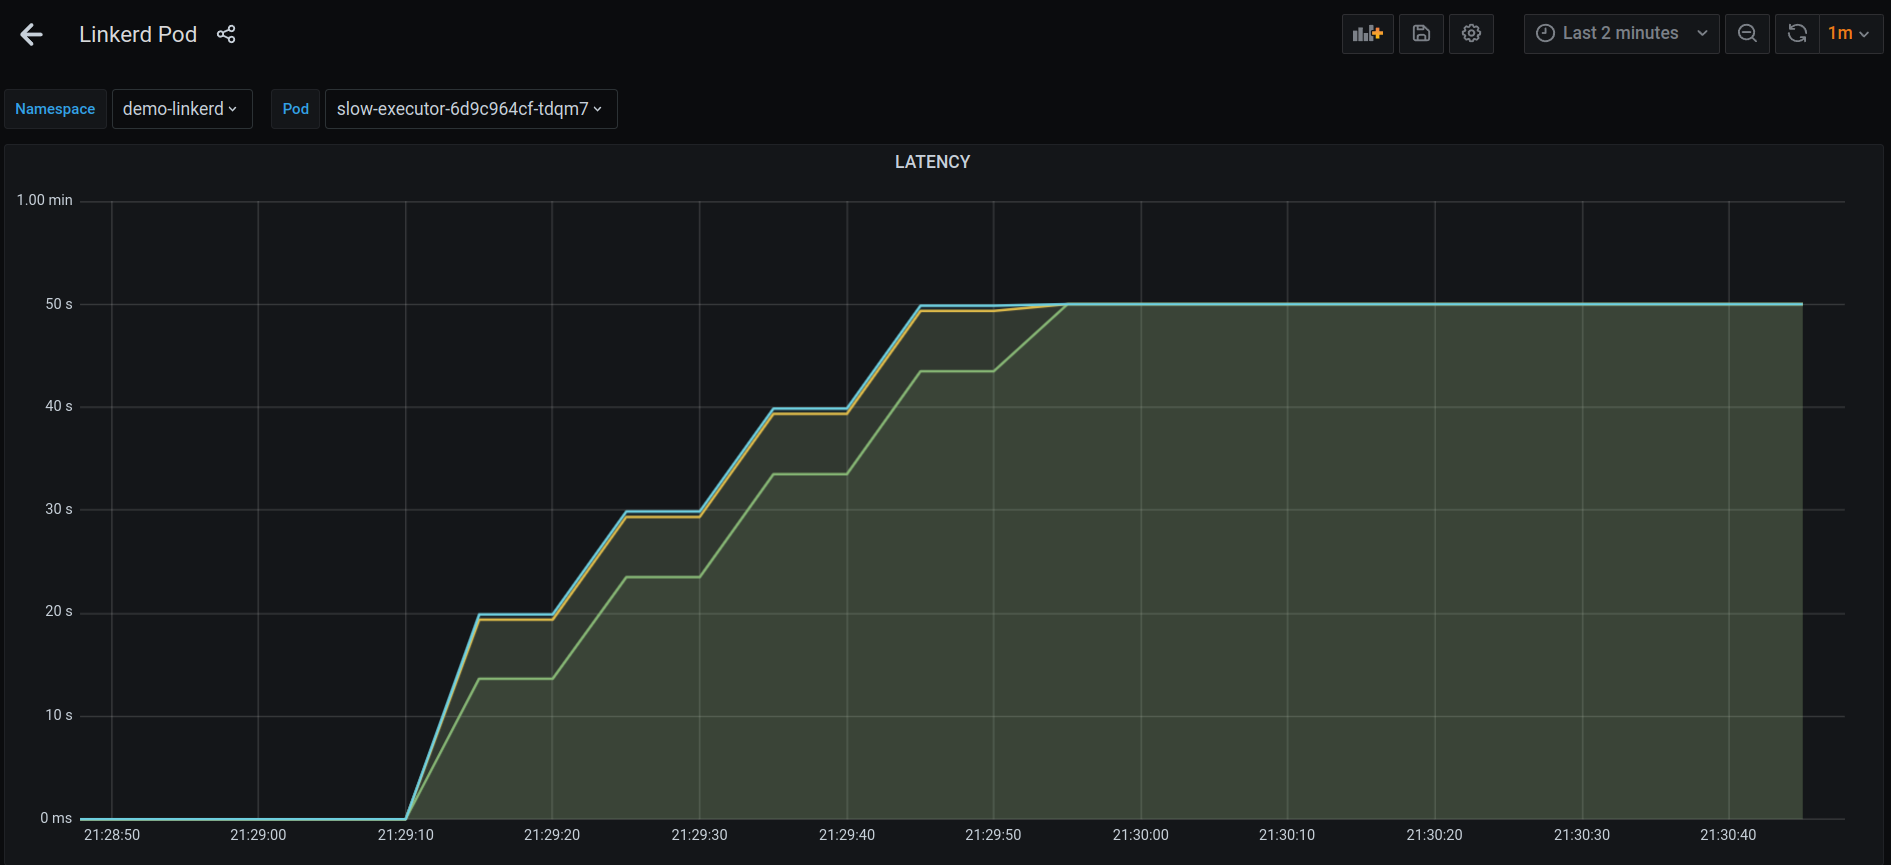 Linkerd Pod
Last 2 minutes
1m
Namespace demo-linkerd Pod slow-executor-6d9c964cf-tdqm7
LATENCY
1.00 min
50 s
40 s
30 s
20 s
10 s
0 ms
21:28:50 21:29:00 21:29:10 21:29:20 21:29:30 21:29:40 21:29:50 21:30:00 21:30:10 21:30:20 21:30:30 21:30:40